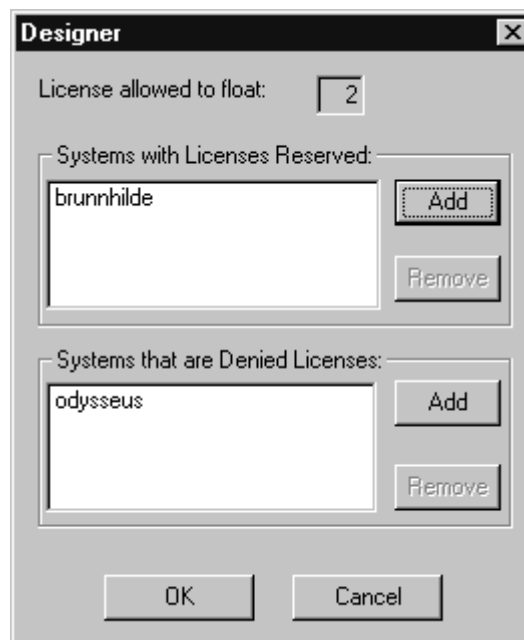 Designer
License allowed to float: 2
Systems with Licenses Reserved:
brunnhilde
Add
Remove
Systems that are Denied Licenses:
odysseus
Add
Remove
OK Cancel